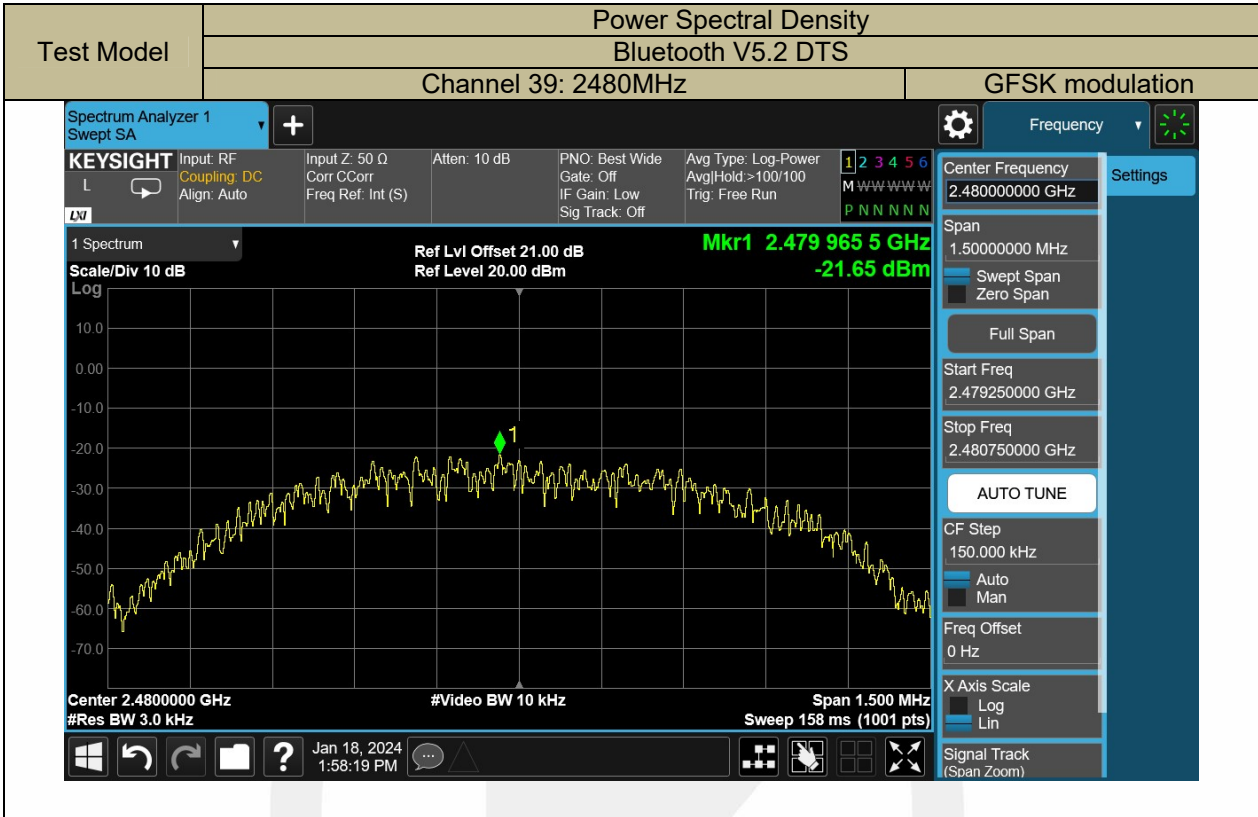 Test Model
Power Spectral Density
Bluetooth V5.2 DTS
Channel 39: 2480MHz
GFSK modulation
Spectrum Analyzer 1
Swept SA
Frequency
KEYSIGHT
L
LXI
Input: RF
Coupling: DC
Align: Auto
Input Z: 50 Ω
Corr CCorr
Freq Ref: Int (S)
Atten: 10 dB
PNO: Best Wide
Gate: Off
IF Gain: Low
Sig Track: Off
Avg Type: Log-Power
Avg|Hold:>100/100
Trig: Free Run
1 2 3 4 5 6
M W W W W W
P N N N N N
1 Spectrum
Scale/Div 10 dB
Log
Ref Lvl Offset 21.00 dB
Ref Level 20.00 dBm
Mkr1 2.479 965 5 GHz
-21.65 dBm
10.0
0.00
-10.0
-20.0
-30.0
-40.0
-50.0
-60.0
-70.0
1
Center 2.4800000 GHz
#Res BW 3.0 kHz
#Video BW 10 kHz
Span 1.500 MHz
Sweep 158 ms (1001 pts)
?
Jan 18, 2024
1:58:19 PM
Center Frequency
2.480000000 GHz
Settings
Span
1.50000000 MHz
Swept Span
Zero Span
Full Span
Start Freq
2.479250000 GHz
Stop Freq
2.480750000 GHz
AUTO TUNE
CF Step
150.000 kHz
Auto
Man
Freq Offset
0 Hz
X Axis Scale
Log
Lin
Signal Track
(Span Zoom)